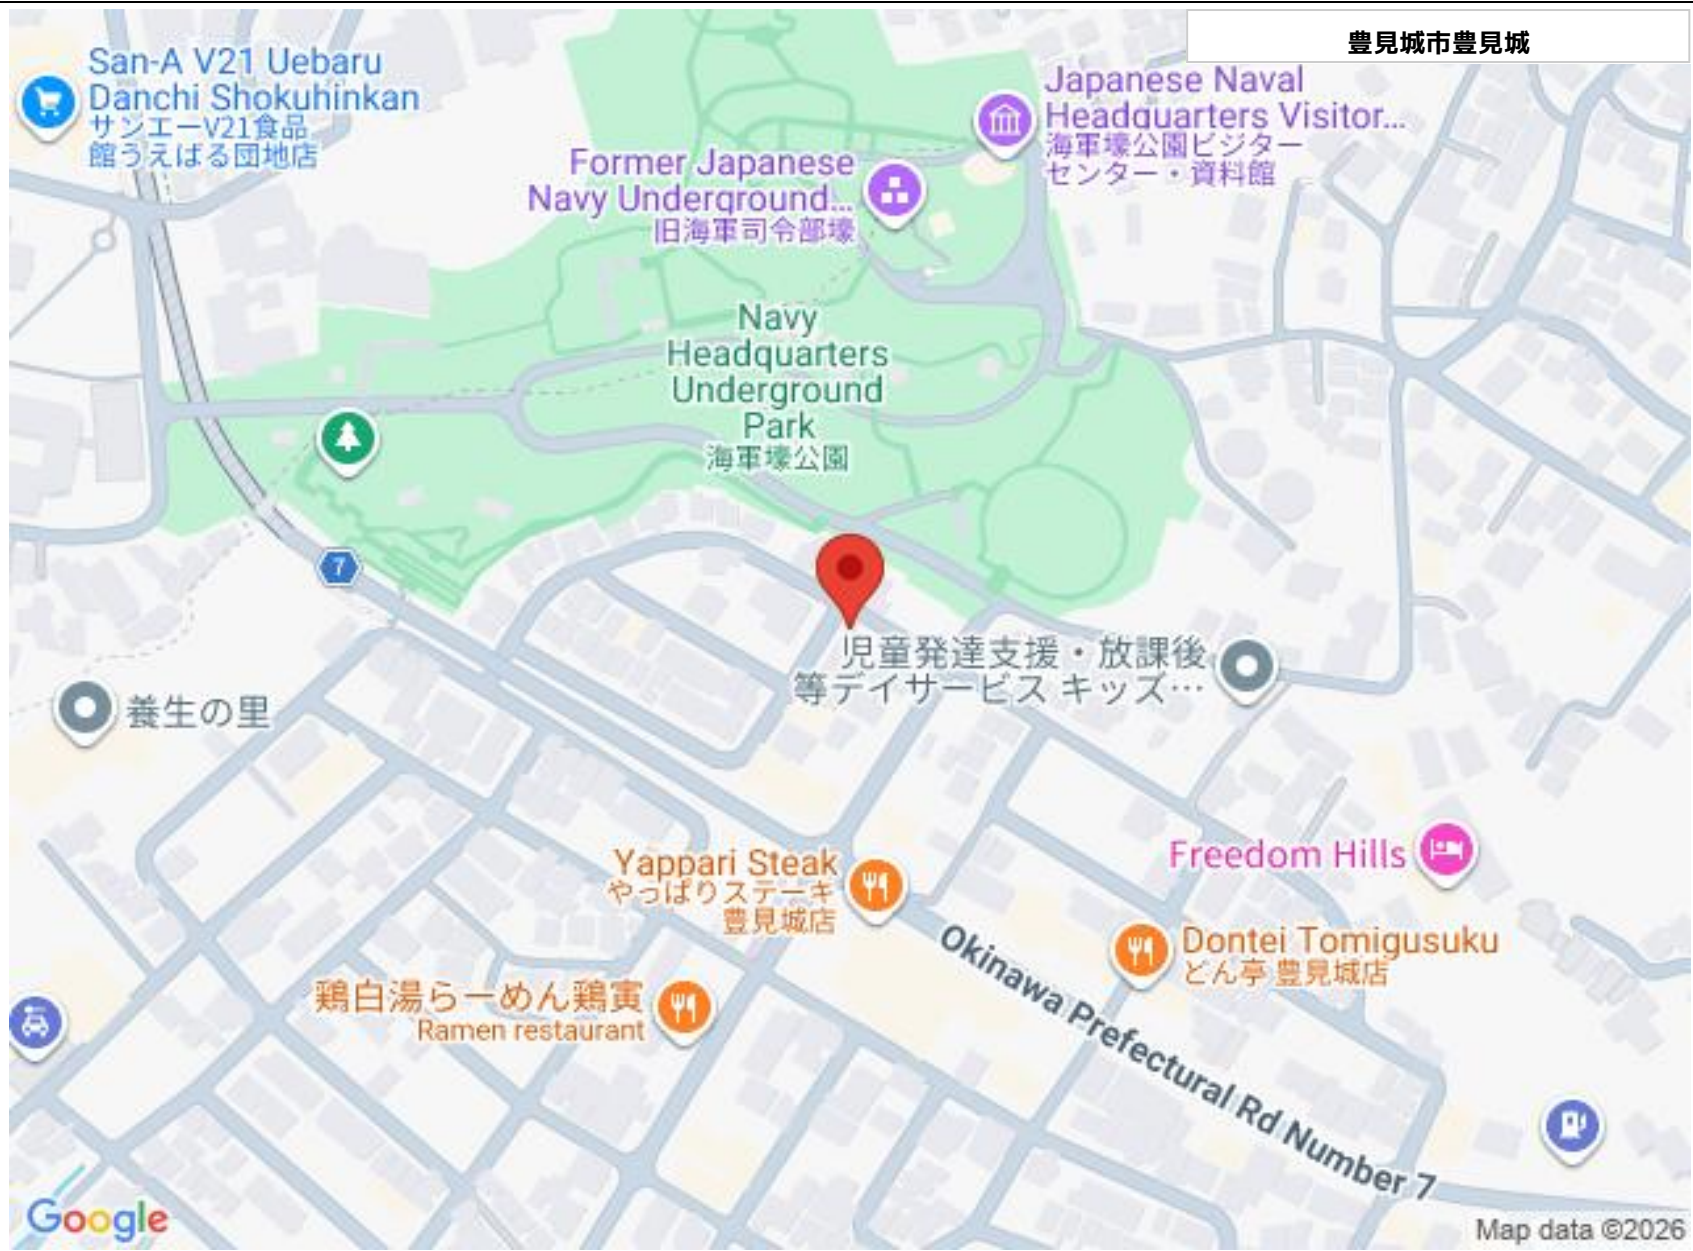 豊見城市豊見城
San-A V21 Uebaru
Danchi Shokuhinkan
サンエーV21食品
館うえばる団地店
Japanese Naval
Headquarters Visitor...
海軍壕公園ビジター
センター・資料館
Former Japanese
Navy Underground...
旧海軍司令部壕
Navy
Headquarters
Underground
Park
海軍壕公園
7
児童発達支援・放課後
等デイサービス キッズ…
養生の里
Yappari Steak
やっぱりステーキ
豊見城店
Freedom Hills
Dontei Tomigusuku
どん亭 豊見城店
鶏白湯らーめん鶏寅
Ramen restaurant
Okinawa Prefectural Rd Number 7
Google
Map data ©2026